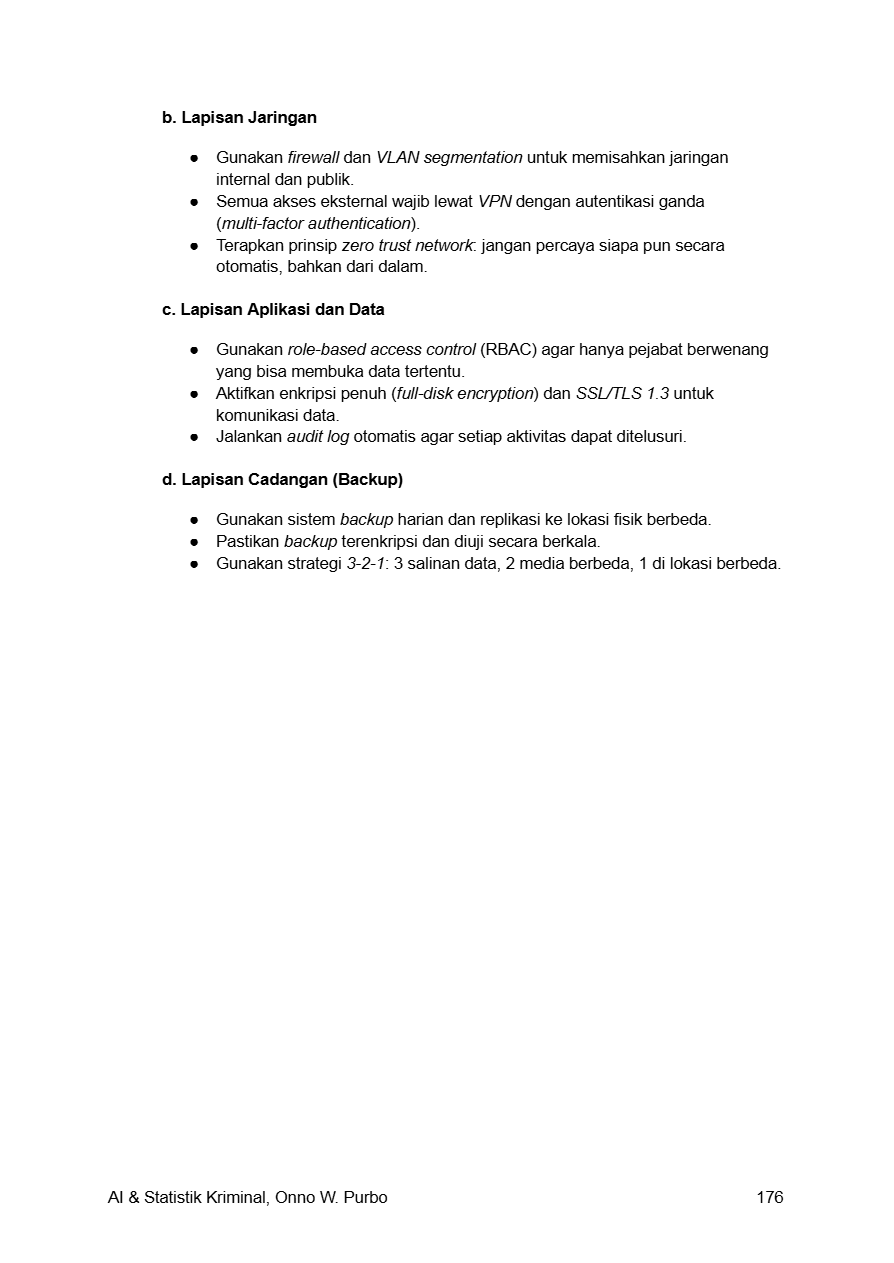 b. Lapisan Jaringan
● Gunakan firewall dan VLAN segmentation untuk memisahkan jaringan
internal dan publik.
● Semua akses eksternal wajib lewat VPN dengan autentikasi ganda
(multi-factor authentication).
● Terapkan prinsip zero trust network: jangan percaya siapa pun secara
otomatis, bahkan dari dalam.
c. Lapisan Aplikasi dan Data
● Gunakan role-based access control (RBAC) agar hanya pejabat berwenang
yang bisa membuka data tertentu.
● Aktifkan enkripsi penuh (full-disk encryption) dan SSL/TLS 1.3 untuk
komunikasi data.
● Jalankan audit log otomatis agar setiap aktivitas dapat ditelusuri.
d. Lapisan Cadangan (Backup)
● Gunakan sistem backup harian dan replikasi ke lokasi fisik berbeda.
● Pastikan backup terenkripsi dan diuji secara berkala.
● Gunakan strategi 3-2-1: 3 salinan data, 2 media berbeda, 1 di lokasi berbeda.
AI & Statistik Kriminal, Onno W. Purbo 176